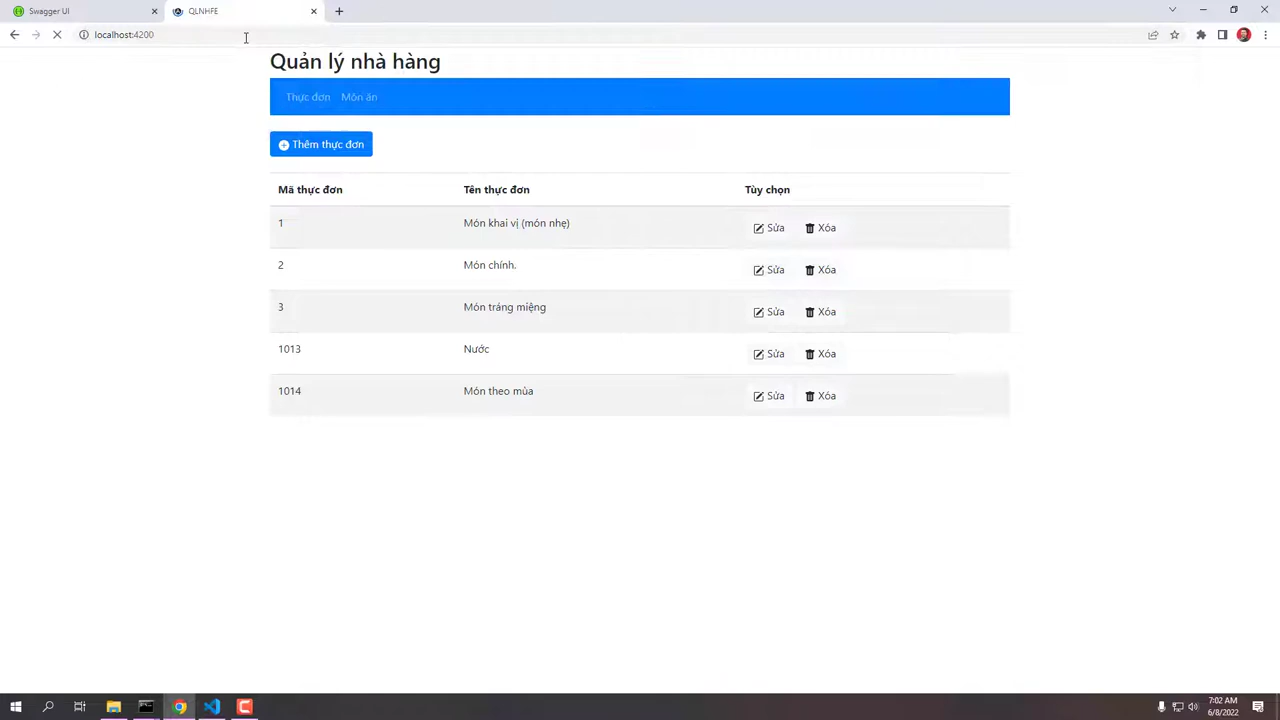 Swagger UI
QLNHFE
localhost:4200
Quản lý nhà hàng
Thực đơn Món ăn
Thêm thực đơn
Mã thực đơn Tên thực đơn Tùy chọn
1 Món khai vị (món nhẹ) Sửa Xóa
2 Món chính. Sửa Xóa
3 Món tráng miệng Sửa Xóa
1013 Nước Sửa Xóa
1014 Món theo mùa Sửa Xóa
7:02 AM
6/8/2022